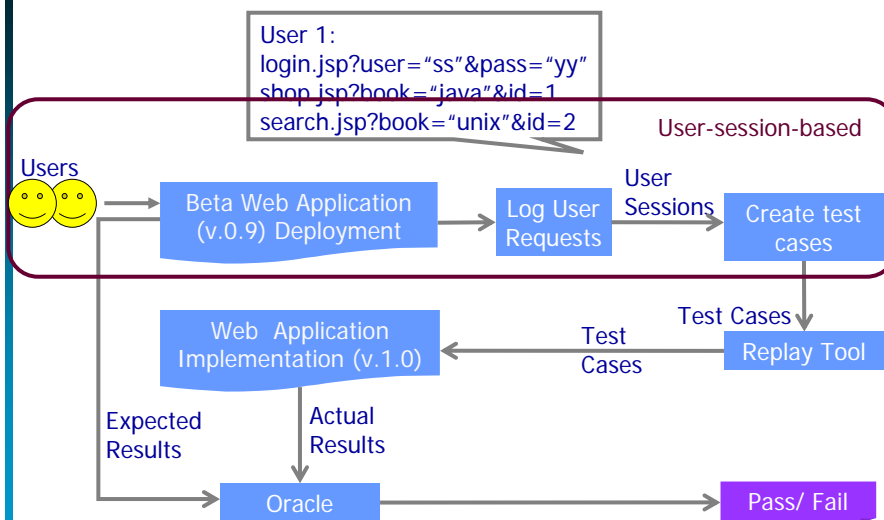 User 1:
login.jsp?user=“ss”&pass=“yy”
shop.jsp?book=“java”&id=1
search.jsp?book=“unix”&id=2
User-session-based
Users
Beta Web Application
(v.0.9) Deployment
Log User
Requests
User
Sessions
Create test
cases
Test Cases
Web Application
Implementation (v.1.0)
Test
Cases
Replay Tool
Expected
Results
Actual
Results
Oracle
Pass/ Fail